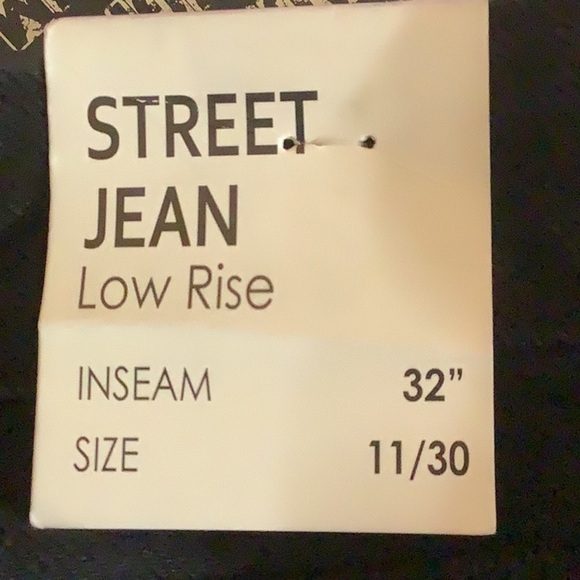 STREET
JEAN
Low Rise
INSEAM 32”
SIZE 11/30